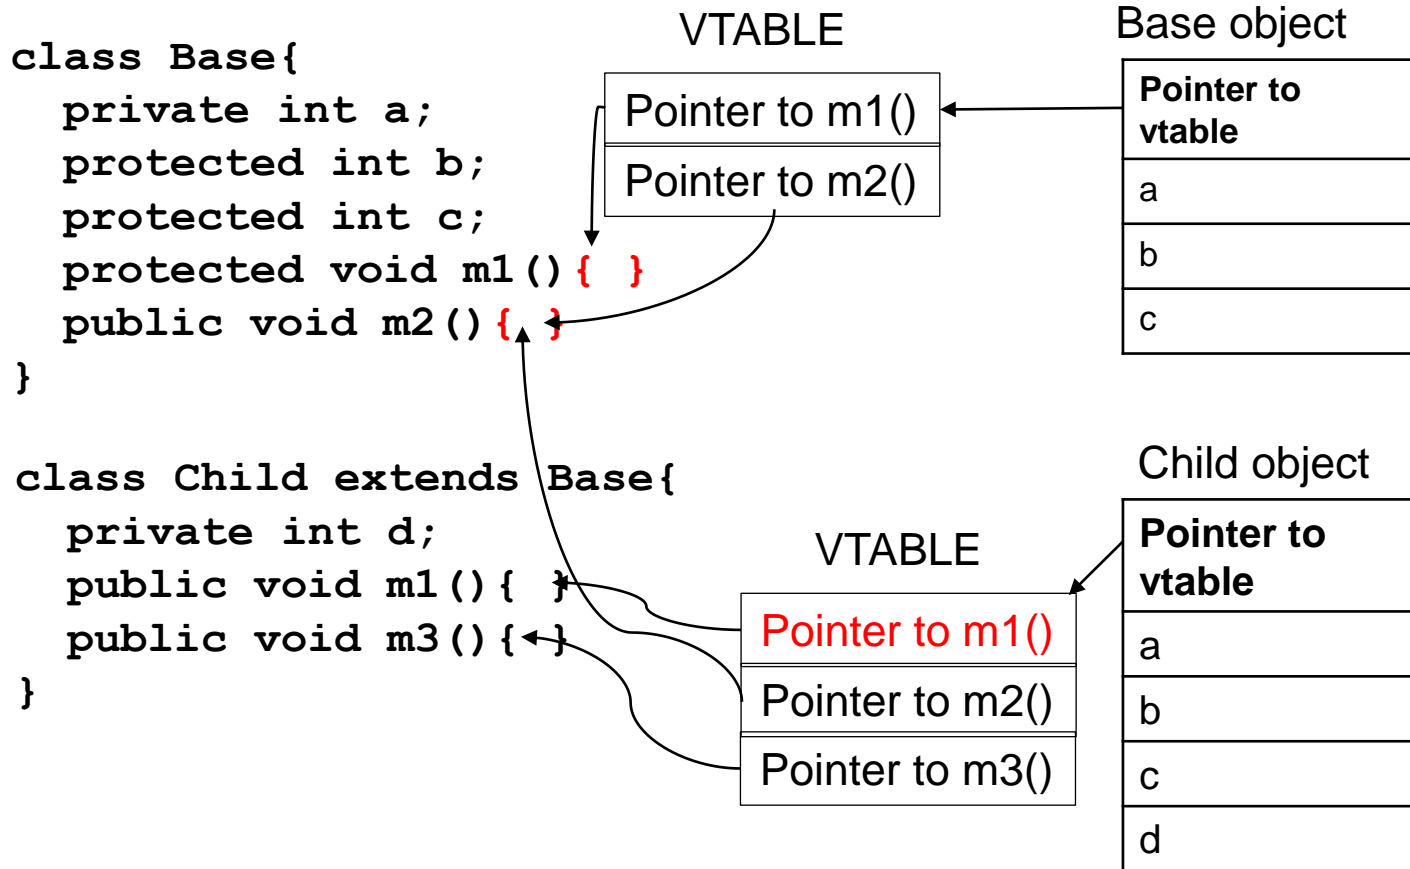 class Base{
private int a;
protected int b;
protected int c;
protected void m1(){ }
public void m2(){ }
}
VTABLE
Pointer to m1()
Pointer to m2()
Base object
Pointer to
vtable
a
b
c
class Child extends Base{
private int d;
public void m1(){ }
public void m3(){ }
}
VTABLE
Pointer to m1()
Pointer to m2()
Pointer to m3()
Child object
Pointer to
vtable
a
b
c
d